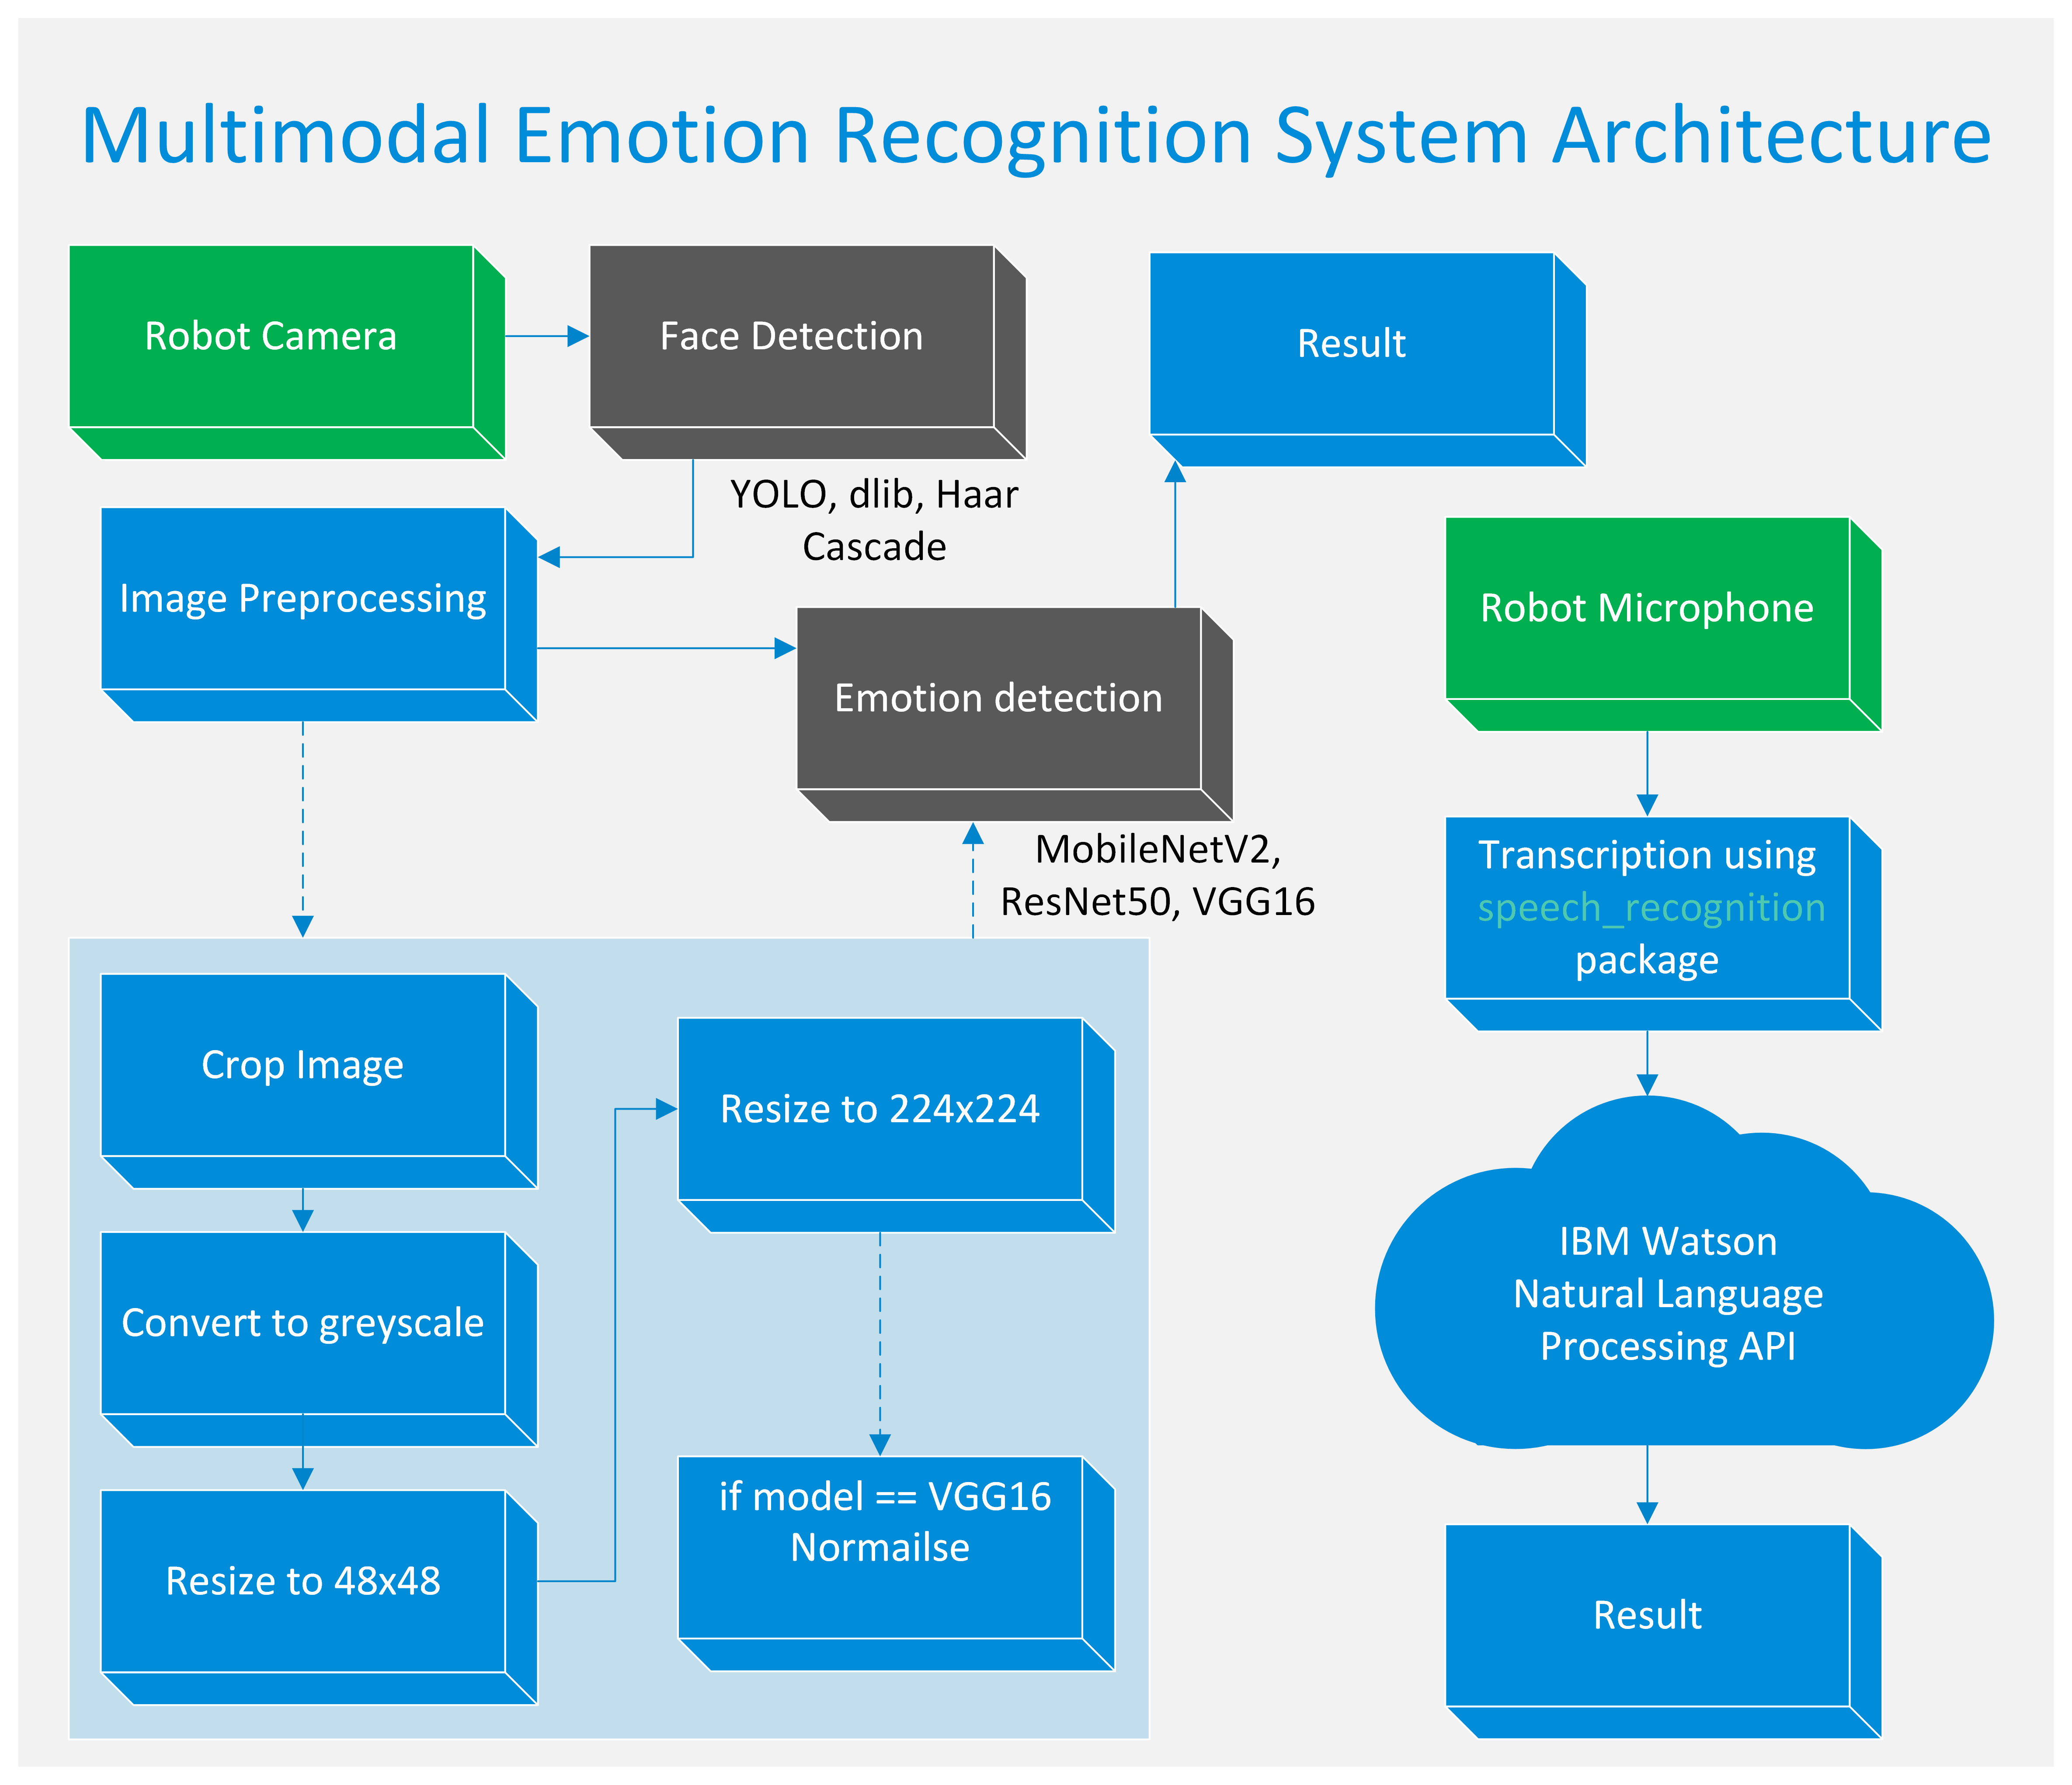 Multimodal Emotion Recognition System Architecture
Robot Camera
Face Detection
Result
YOLO, dlib, Haar
Cascade
Image Preprocessing
Emotion detection
Robot Microphone
MobileNetV2,
ResNet50, VGG16
Transcription using
speech_recognition
package
Crop Image
Resize to 224x224
Convert to greyscale
IBM Watson
Natural Language
Processing API
Resize to 48x48
if model == VGG16
Normailse
Result